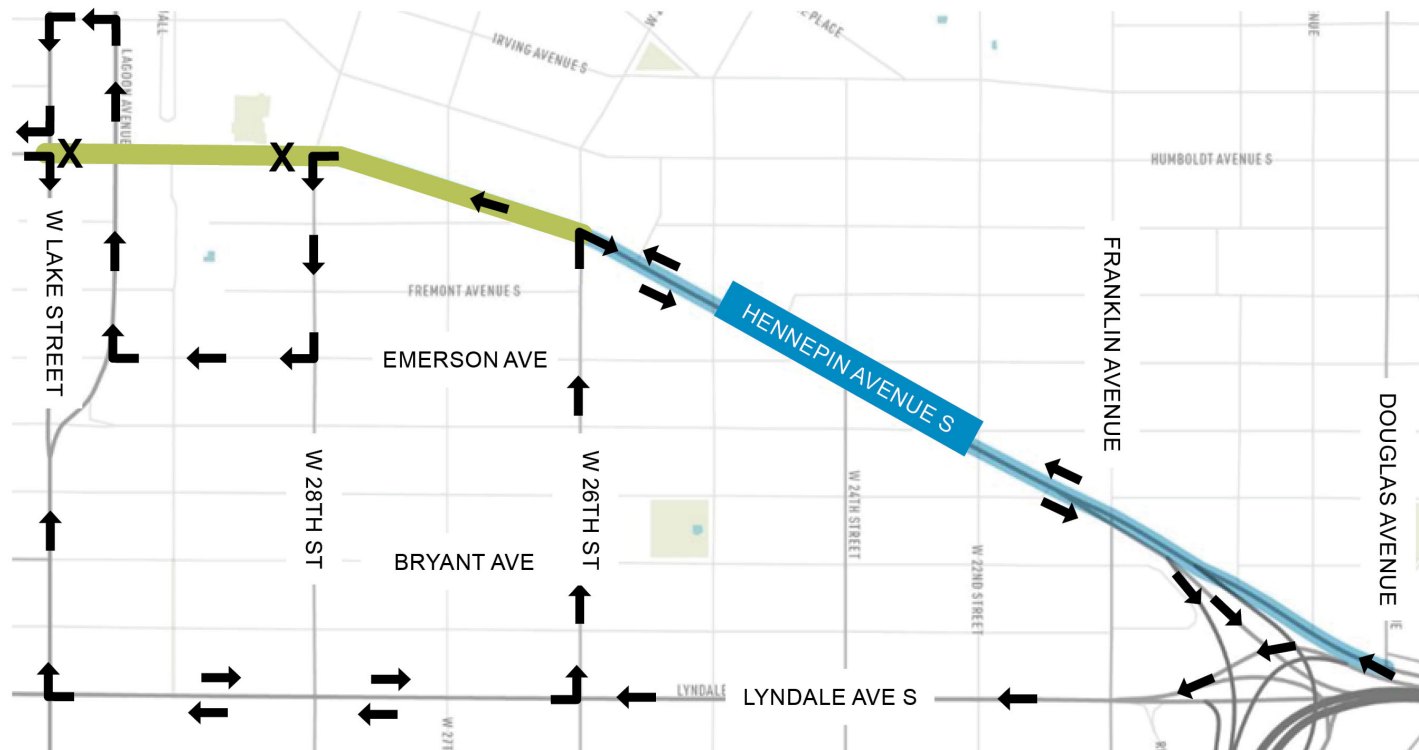 LAGOON AVENUE
IRVING AVENUE S
PLACE
HUMBOLDT AVENUE S
W LAKE STREET
FREMONT AVENUE S
EMERSON AVE
HENNEPIN AVENUE S
FRANKLIN AVENUE
DOUGLAS AVENUE
W 28TH ST
W 26TH ST
W 24TH STREET
W 22ND STREET
BRYANT AVE
LYNDALE
LYNDALE AVE S
X
X